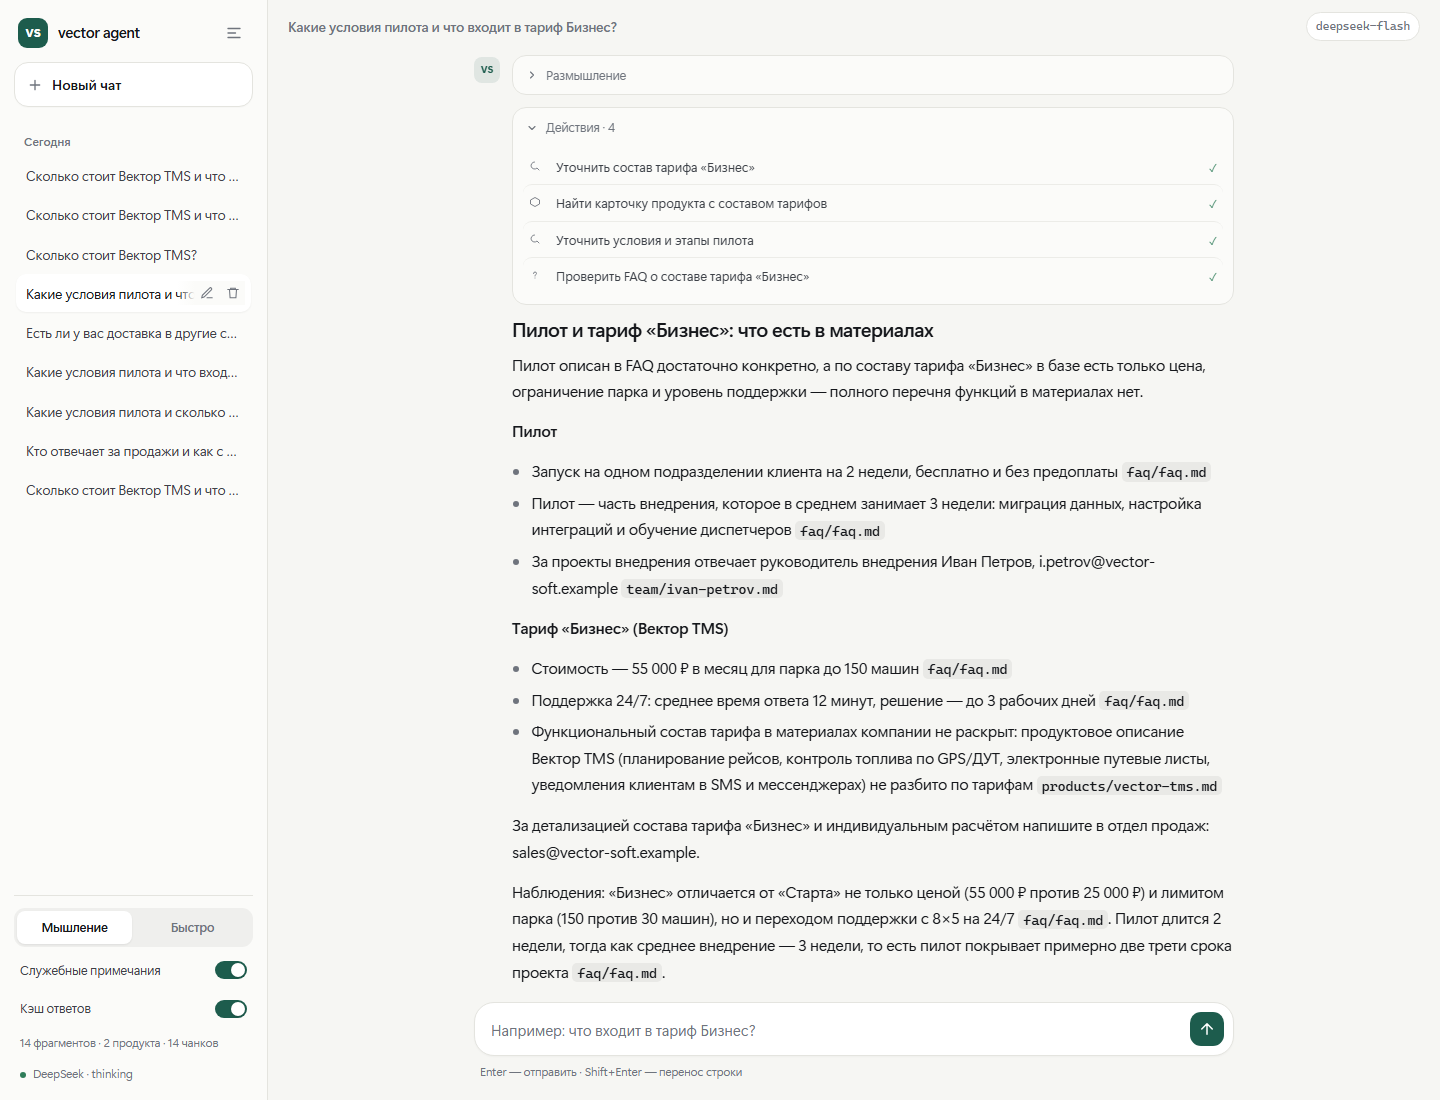 vs vector agent
Новый чат
Сегодня
Сколько стоит Вектор TMS и что ...
Сколько стоит Вектор TMS и что ...
Сколько стоит Вектор TMS?
Какие условия пилота и что
Есть ли у вас доставка в другие с...
Какие условия пилота и что вход...
Какие условия пилота и сколько ...
Кто отвечает за продажи и как с ...
Сколько стоит Вектор TMS и что ...
Мышление Быстро
Служебные примечания
Кэш ответов
14 фрагментов · 2 продукта · 14 чанков
DeepSeek · thinking
Какие условия пилота и что входит в тариф Бизнес?
deepseek-flash
vs
Размышление
Действия · 4
Уточнить состав тарифа «Бизнес» ✓
Найти карточку продукта с составом тарифов ✓
Уточнить условия и этапы пилота ✓
? Проверить FAQ о составе тарифа «Бизнес» ✓
Пилот и тариф «Бизнес»: что есть в материалах
Пилот описан в FAQ достаточно конкретно, а по составу тарифа «Бизнес» в базе есть только цена,
ограничение парка и уровень поддержки — полного перечня функций в материалах нет.
Пилот
Запуск на одном подразделении клиента на 2 недели, бесплатно и без предоплаты faq/faq.md
Пилот — часть внедрения, которое в среднем занимает 3 недели: миграция данных, настройка
интеграций и обучение диспетчеров faq/faq.md
За проекты внедрения отвечает руководитель внедрения Иван Петров, i.petrov@vector-
soft.example team/ivan-petrov.md
Тариф «Бизнес» (Вектор TMS)
Стоимость — 55 000 ₽ в месяц для парка до 150 машин faq/faq.md
Поддержка 24/7: среднее время ответа 12 минут, решение — до 3 рабочих дней faq/faq.md
Функциональный состав тарифа в материалах компании не раскрыт: продуктовое описание
Вектор TMS (планирование рейсов, контроль топлива по GPS/ДУТ, электронные путевые листы,
уведомления клиентам в SMS и мессенджерах) не разбито по тарифам products/vector-tms.md
За детализацией состава тарифа «Бизнес» и индивидуальным расчётом напишите в отдел продаж:
sales@vector-soft.example.
Наблюдения: «Бизнес» отличается от «Старта» не только ценой (55 000 ₽ против 25 000 ₽) и лимитом
парка (150 против 30 машин), но и переходом поддержки с 8×5 на 24/7 faq/faq.md. Пилот длится 2
недели, тогда как среднее внедрение — 3 недели, то есть пилот покрывает примерно две трети срока
проекта faq/faq.md.
Например: что входит в тариф Бизнес?
Enter — отправить · Shift+Enter — перенос строки